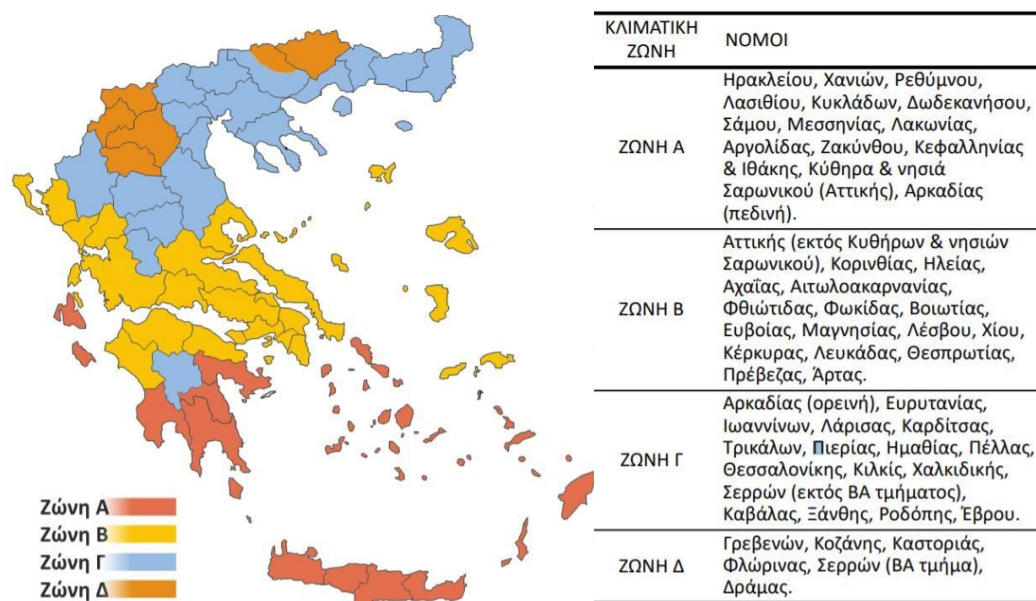 Ζώνη Α
Ζώνη Β
Ζώνη Γ
Ζώνη Δ
ΚΛΙΜΑΤΙΚΗ
ΖΩΝΗ
ΝΟΜΟΙ
ΖΩΝΗ Α
Ηρακλείου, Χανιών, Ρεθύμνου,
Λασιθίου, Κυκλάδων, Δωδεκανήσου,
Σάμου, Μεσσηνίας, Λακωνίας,
Αργολίδας, Ζακύνθου, Κεφαλληνίας
& Ιθάκης, Κύθηρα & νησιά
Σαρωνικού (Αττικής), Αρκαδίας
(πεδινή).
ΖΩΝΗ Β
Αττικής (εκτός Κυθήρων & νησιών
Σαρωνικού), Κορινθίας, Ηλείας,
Αχαΐας, Αιτωλοακαρνανίας,
Φθιώτιδας, Φωκίδας, Βοιωτίας,
Ευβοίας, Μαγνησίας, Λέσβου, Χίου,
Κέρκυρας, Λευκάδας, Θεσπρωτίας,
Πρέβεζας, Άρτας.
ΖΩΝΗ Γ
Αρκαδίας (ορεινή), Ευρυτανίας,
Ιωαννίνων, Λάρισας, Καρδίτσας,
Τρικάλων, Πιερίας, Ημαθίας, Πέλλας,
Θεσσαλονίκης, Κιλκίς, Χαλκιδικής,
Σερρών (εκτός ΒΑ τμήματος),
Καβάλας, Ξάνθης, Ροδόπης, Έβρου.
ΖΩΝΗ Δ
Γρεβενών, Κοζάνης, Καστοριάς,
Φλώρινας, Σερρών (ΒΑ τμήμα),
Δράμας.